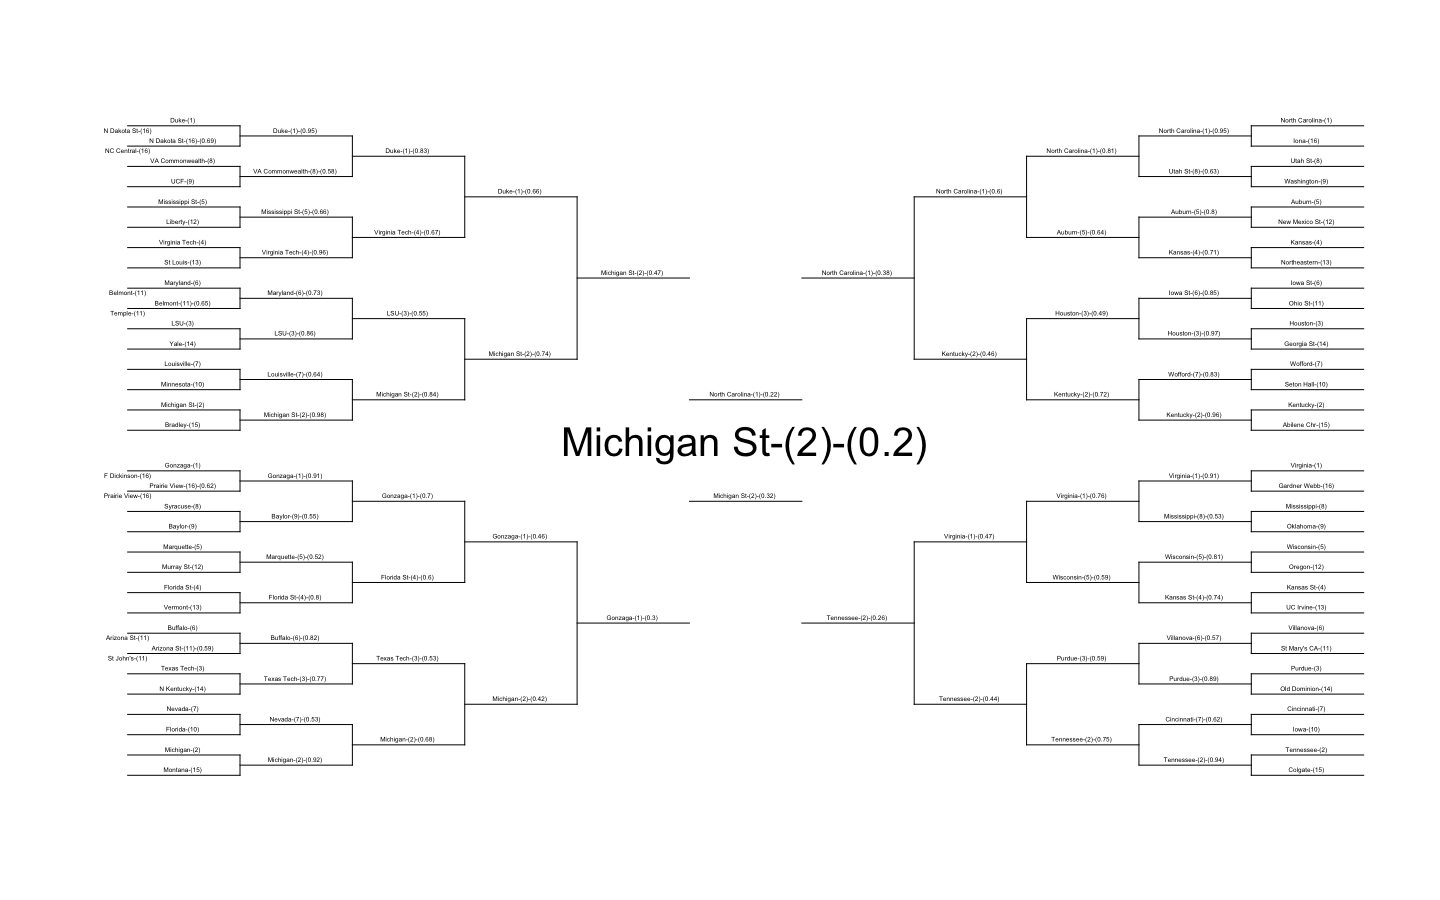 Duke-(1)
N Dakota St-(16)
N Dakota St-(16)-(0.69)
NC Central-(16)
VA Commonwealth-(8)
UCF-(9)
Mississippi St-(5)
Liberty-(12)
Virginia Tech-(4)
St Louis-(13)
Maryland-(6)
Belmont-(11)
Belmont-(11)-(0.65)
Temple-(11)
LSU-(3)
Yale-(14)
Louisville-(7)
Minnesota-(10)
Michigan St-(2)
Bradley-(15)
Gonzaga-(1)
F Dickinson-(16)
Prairie View-(16)-(0.62)
Prairie View-(16)
Syracuse-(8)
Baylor-(9)
Marquette-(5)
Murray St-(12)
Florida St-(4)
Vermont-(13)
Buffalo-(6)
Arizona St-(11)
Arizona St-(11)-(0.59)
St John's-(11)
Texas Tech-(3)
N Kentucky-(14)
Nevada-(7)
Florida-(10)
Michigan-(2)
Montana-(15)
Duke-(1)-(0.95)
VA Commonwealth-(8)-(0.58)
Mississippi St-(5)-(0.66)
Virginia Tech-(4)-(0.96)
Maryland-(6)-(0.73)
LSU-(3)-(0.86)
Louisville-(7)-(0.64)
Michigan St-(2)-(0.98)
Gonzaga-(1)-(0.91)
Baylor-(9)-(0.55)
Marquette-(5)-(0.52)
Florida St-(4)-(0.8)
Buffalo-(6)-(0.82)
Texas Tech-(3)-(0.77)
Nevada-(7)-(0.53)
Michigan-(2)-(0.92)
Duke-(1)-(0.83)
Virginia Tech-(4)-(0.67)
LSU-(3)-(0.55)
Michigan St-(2)-(0.84)
Gonzaga-(1)-(0.7)
Florida St-(4)-(0.6)
Texas Tech-(3)-(0.53)
Michigan-(2)-(0.68)
Duke-(1)-(0.66)
Michigan St-(2)-(0.74)
Gonzaga-(1)-(0.46)
Michigan-(2)-(0.42)
Michigan St-(2)-(0.47)
Gonzaga-(1)-(0.3)
North Carolina-(1)-(0.22)
Michigan St-(2)-(0.2)
Michigan St-(2)-(0.32)
North Carolina-(1)-(0.38)
Tennessee-(2)-(0.26)
North Carolina-(1)-(0.6)
Kentucky-(2)-(0.46)
Virginia-(1)-(0.47)
Tennessee-(2)-(0.44)
North Carolina-(1)-(0.81)
Auburn-(5)-(0.64)
Houston-(3)-(0.49)
Kentucky-(2)-(0.72)
Virginia-(1)-(0.76)
Wisconsin-(5)-(0.59)
Purdue-(3)-(0.59)
Tennessee-(2)-(0.75)
North Carolina-(1)-(0.95)
Utah St-(8)-(0.63)
Auburn-(5)-(0.8)
Kansas-(4)-(0.71)
Iowa St-(6)-(0.85)
Houston-(3)-(0.97)
Wofford-(7)-(0.83)
Kentucky-(2)-(0.96)
Virginia-(1)-(0.91)
Mississippi-(8)-(0.53)
Wisconsin-(5)-(0.81)
Kansas St-(4)-(0.74)
Villanova-(6)-(0.57)
Purdue-(3)-(0.89)
Cincinnati-(7)-(0.62)
Tennessee-(2)-(0.94)
North Carolina-(1)
Iona-(16)
Utah St-(8)
Washington-(9)
Auburn-(5)
New Mexico St-(12)
Kansas-(4)
Northeastern-(13)
Iowa St-(6)
Ohio St-(11)
Houston-(3)
Georgia St-(14)
Wofford-(7)
Seton Hall-(10)
Kentucky-(2)
Abilene Chr-(15)
Virginia-(1)
Gardner Webb-(16)
Mississippi-(8)
Oklahoma-(9)
Wisconsin-(5)
Oregon-(12)
Kansas St-(4)
UC Irvine-(13)
Villanova-(6)
St Mary's CA-(11)
Purdue-(3)
Old Dominion-(14)
Cincinnati-(7)
Iowa-(10)
Tennessee-(2)
Colgate-(15)